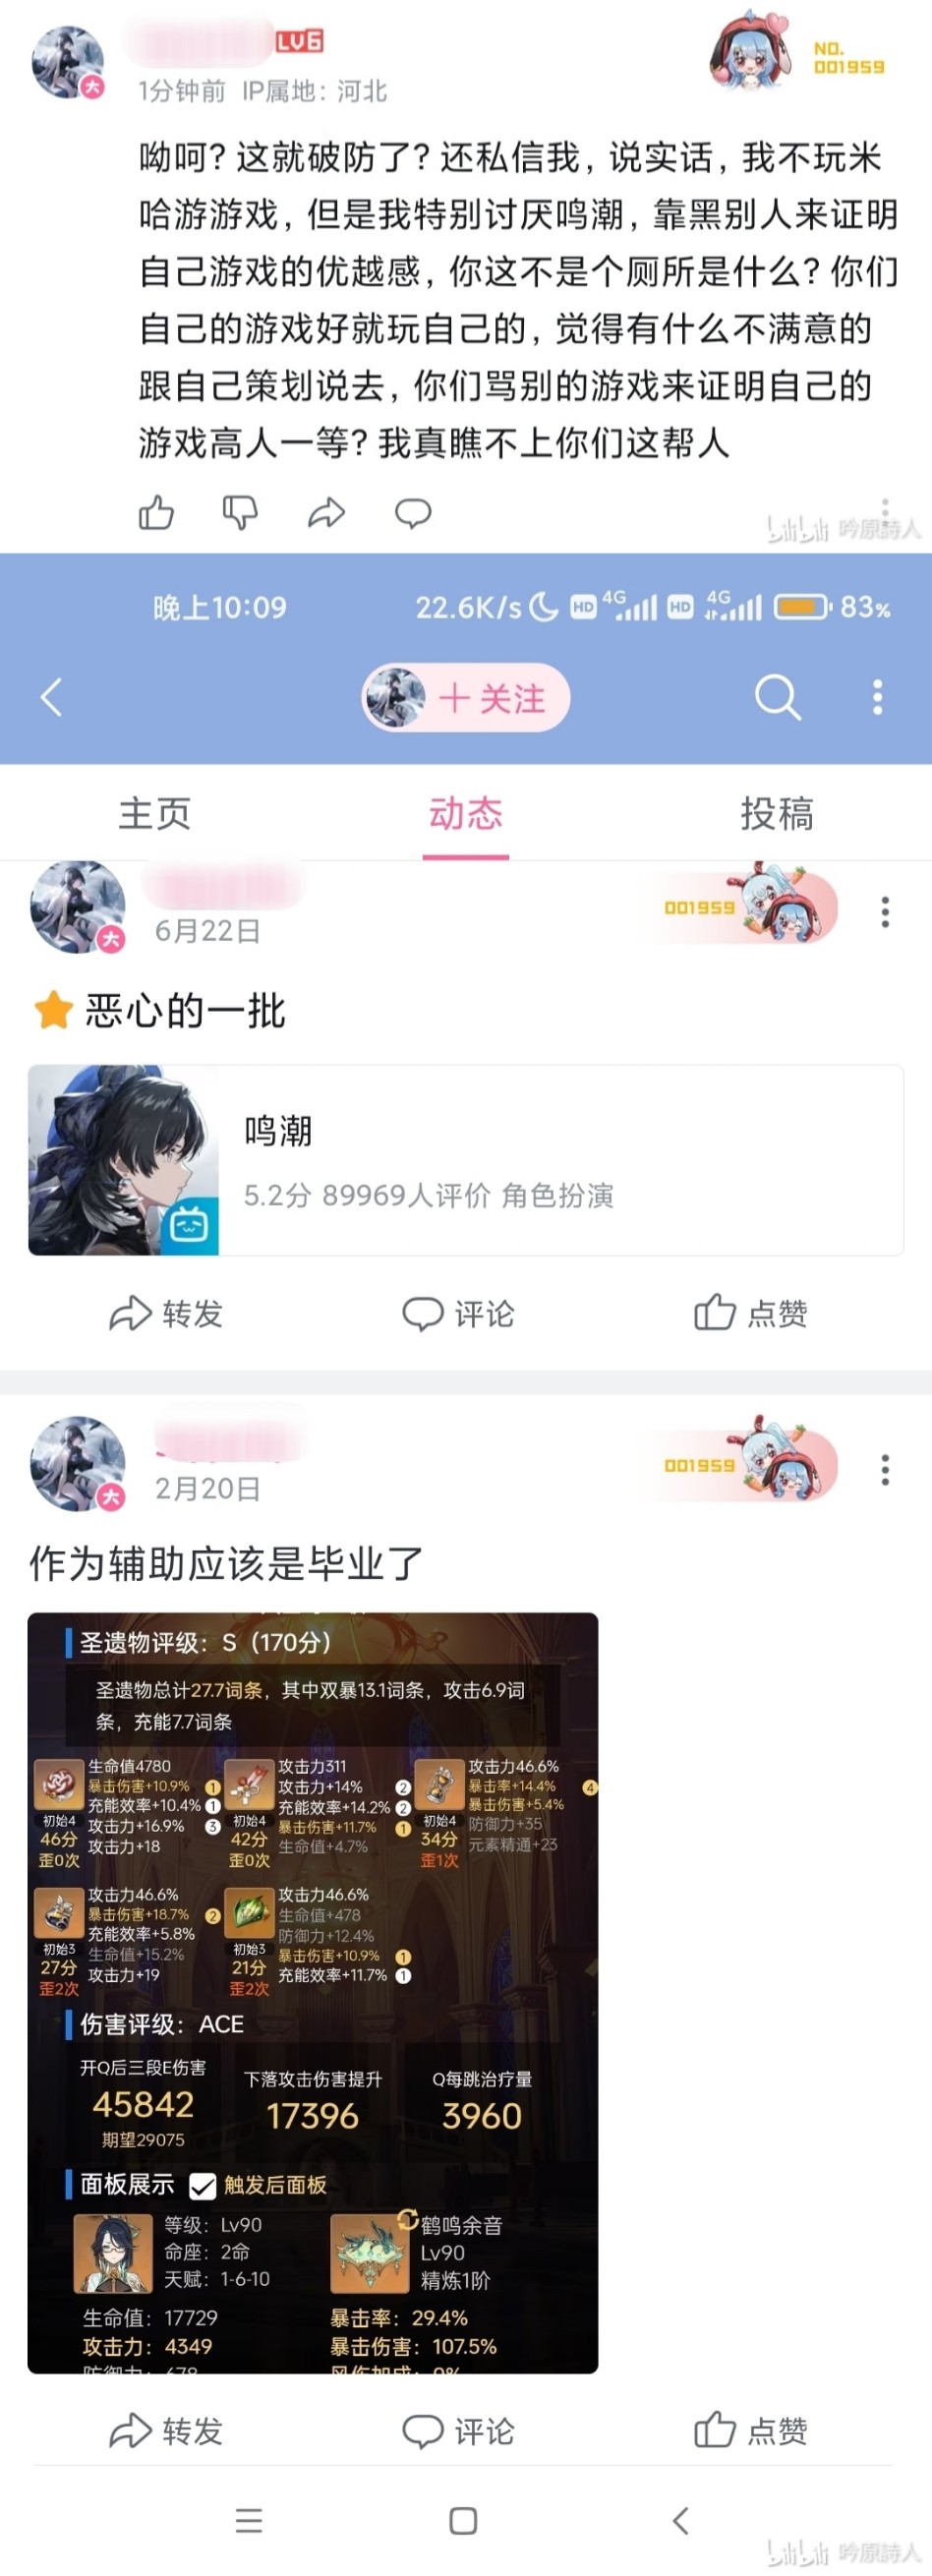 LV6
1分钟前 IP属地：河北
NO.
001959
呦呵？这就破防了？还私信我，说实话，我不玩米
哈游游戏，但是我特别讨厌鸣潮，靠黑别人来证明
自己游戏的优越感，你这不是个厕所是什么？你们
自己的游戏好就玩自己的，觉得有什么不满意的
跟自己策划说去，你们骂别的游戏来证明自己的
游戏高人一等？我真瞧不上你们这帮人
bilibili 吟原詩人
晚上10:09
22.6K/s HD 4G HD 4G 83%
＋关注
主页 动态 投稿
大
6月22日
001959
恶心的一批
鸣潮
5.2分 89969人评价 角色扮演
转发 评论 点赞
大
2月20日
001959
作为辅助应该是毕业了
圣遗物评级：S（170分）
圣遗物总计27.7词条，其中双暴13.1词条，攻击6.9词
条，充能7.7词条
初始4
46分
歪0次
生命值4780
暴击伤害+10.9% 1
充能效率+10.4% 1
攻击力+16.9% 3
攻击力+18
初始4
42分
歪0次
攻击力311
攻击力+14% 2
充能效率+14.2% 2
暴击伤害+11.7% 1
生命值+4.7%
初始4
34分
歪1次
攻击力46.6%
暴击率+14.4% 4
暴击伤害+5.4%
防御力+35
元素精通+23
初始3
27分
歪2次
攻击力46.6%
暴击伤害+18.7% 2
充能效率+5.8%
生命值+15.2%
攻击力+19
初始3
21分
歪2次
攻击力46.6%
生命值+478
防御力+12.4%
暴击伤害+10.9% 1
充能效率+11.7% 1
伤害评级：ACE
开Q后三段E伤害
45842
期望29075
下落攻击伤害提升
17396
Q每跳治疗量
3960
面板展示 触发后面板
等级：Lv90
命座：2命
天赋：1-6-10
鹤鸣余音
Lv90
精炼1阶
生命值：17729
攻击力：4349
暴击率：29.4%
暴击伤害：107.5%
转发 评论 点赞
bilibili 吟原詩人